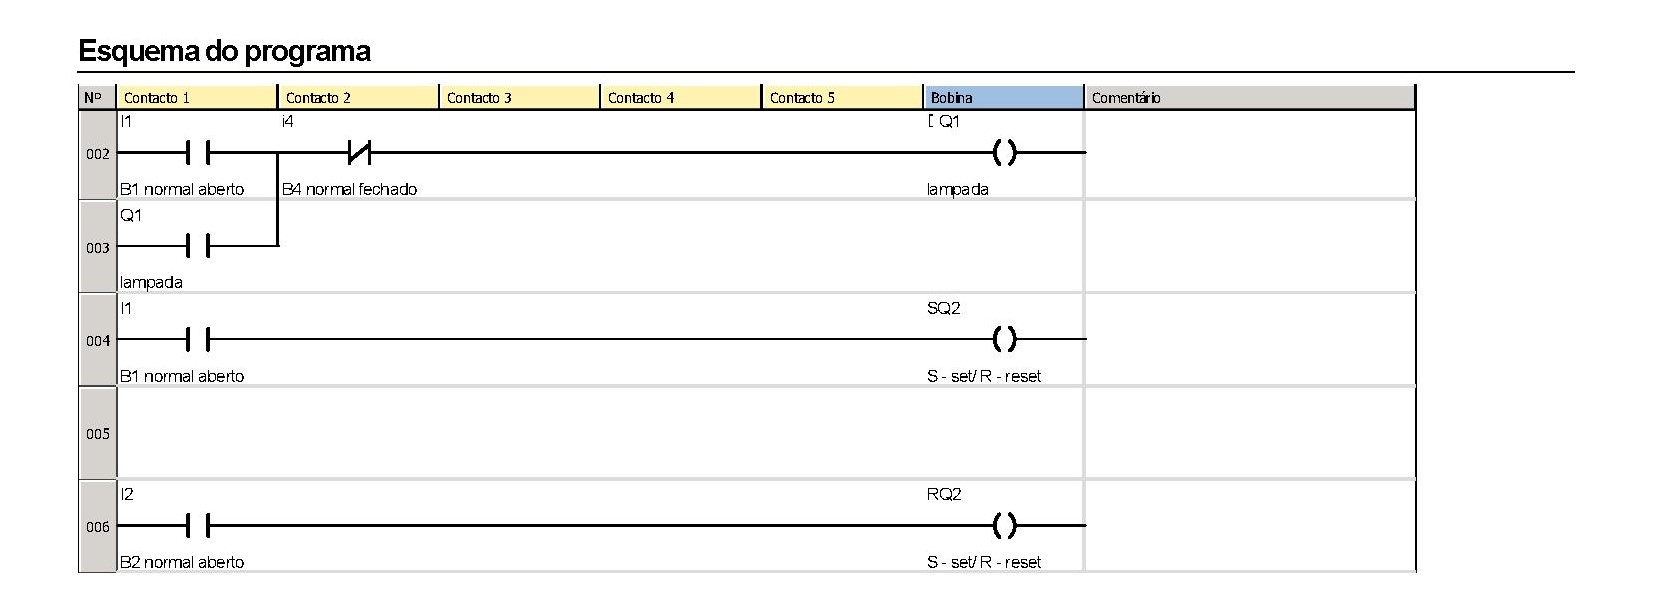 Esquema do programa
Nº Contacto 1 Contacto 2 Contacto 3 Contacto 4 Contacto 5 Bobina Comentário
I1 i4 [ Q1
002
B1 normal aberto B4 normal fechado lampada
Q1
003
lampada
I1 SQ2
004
B1 normal aberto S - set/ R - reset
005
I2 RQ2
006
B2 normal aberto S - set/ R - reset